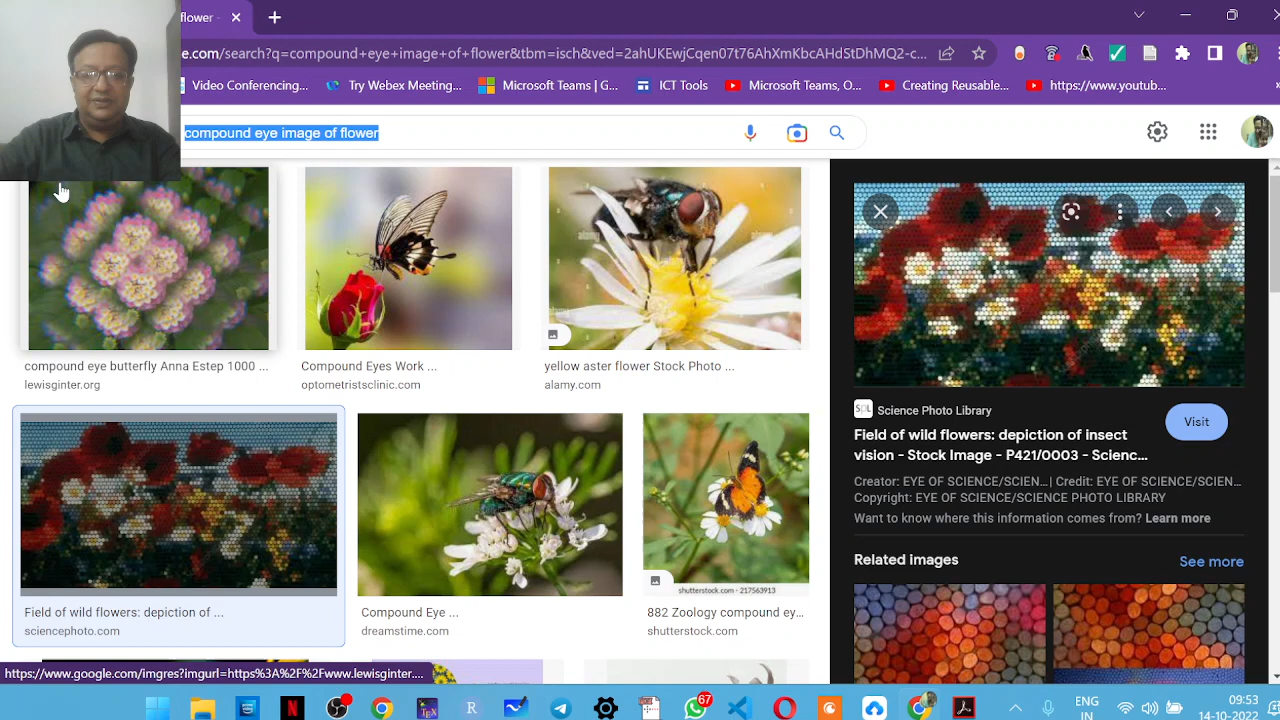 flower -
e.com/search?q=compound+eye+image+of+flower&tbm=isch&ved=2ahUKEwjCqen07t76AhXmKbcAHdStDhMQ2-c...
Video Conferencing...
Try Webex Meeting...
Microsoft Teams | G...
ICT Tools
Microsoft Teams, O...
Creating Reusable...
https://www.youtub...
compound eye image of flower
alamy
compound eye butterfly Anna Estep 1000 ...
lewisginter.org
Compound Eyes Work ...
optometristsclinic.com
yellow aster flower Stock Photo ...
alamy.com
Spl Science Photo Library
Visit
Field of wild flowers: depiction of insect
vision - Stock Image - P421/0003 - Scienc...
Creator: EYE OF SCIENCE/SCIEN... | Credit: EYE OF SCIENCE/SCIEN...
Copyright: EYE OF SCIENCE/SCIENCE PHOTO LIBRARY
Want to know where this information comes from? Learn more
Related images
See more
shutterstock.com · 217563913
Field of wild flowers: depiction of ...
sciencephoto.com
Compound Eye ...
dreamstime.com
382 Zoology compound ey...
shutterstock.com
https://www.google.com/imgres?imgurl=https%3A%2F%2Fwww.lewisginter....
67
ENG
IN
09:53
14-10-2022